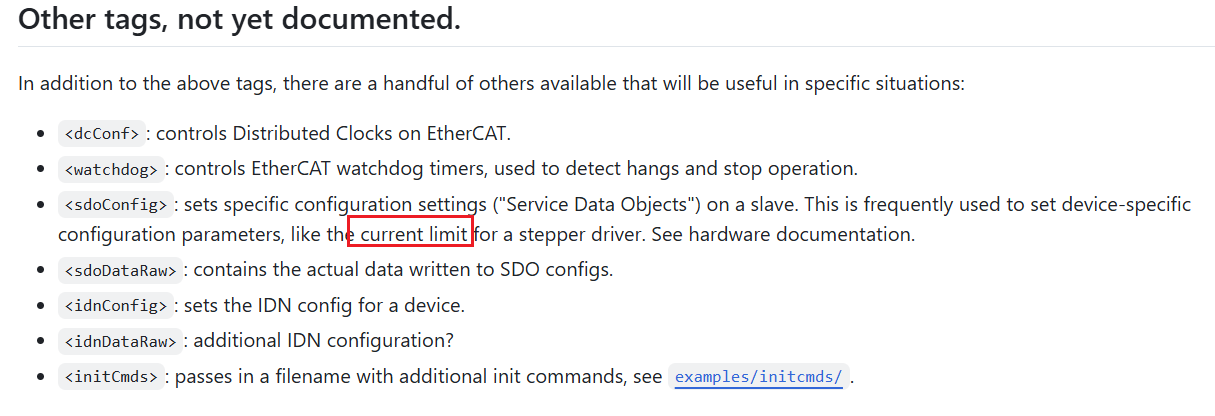 Other tags, not yet documented.
In addition to the above tags, there are a handful of others available that will be useful in specific situations:
<dcConf>: controls Distributed Clocks on EtherCAT.
<watchdog>: controls EtherCAT watchdog timers, used to detect hangs and stop operation.
<sdoConfig>: sets specific configuration settings ("Service Data Objects") on a slave. This is frequently used to set device-specific
configuration parameters, like the current limit for a stepper driver. See hardware documentation.
<sdoDataRaw>: contains the actual data written to SDO configs.
<idnConfig>: sets the IDN config for a device.
<idnDataRaw>: additional IDN configuration?
<initCmds>: passes in a filename with additional init commands, see examples/initcmds/.